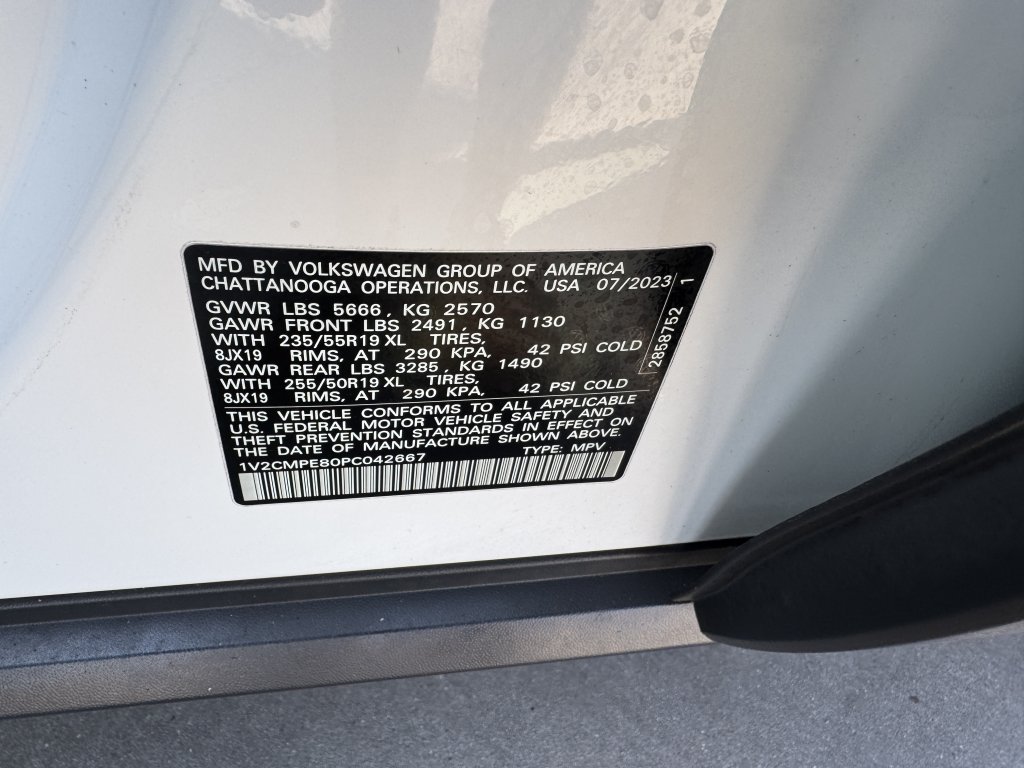 MFD BY VOLKSWAGEN GROUP OF AMERICA
CHATTANOOGA OPERATIONS, LLC. USA 07/2023
GVWR LBS 5666, KG 2570
GAWR FRONT LBS 2491, KG 1130
WITH 235/55R19 XL TIRES,
8JX19 RIMS, AT 290 KPA, 42 PSI COLD
GAWR REAR LBS 3285, KG 1490
WITH 255/50R19 XL TIRES,
8JX19 RIMS, AT 290 KPA, 42 PSI COLD
THIS VEHICLE CONFORMS TO ALL APPLICABLE
U.S. FEDERAL MOTOR VEHICLE SAFETY AND
THEFT PREVENTION STANDARDS IN EFFECT ON
THE DATE OF MANUFACTURE SHOWN ABOVE.
1V2CMPE80PC042667 TYPE: MPV
2858752 1